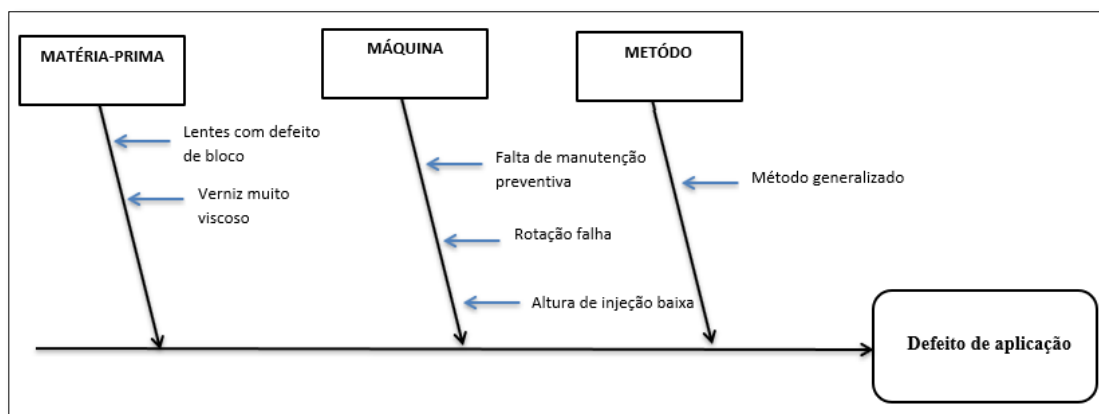 MATÉRIA-PRIMA
MÁQUINA
METÓDO
Lentes com defeito
de bloco
Verniz muito
viscoso
Falta de manutenção
preventiva
Rotação falha
Altura de injeção baixa
Método generalizado
Defeito de aplicação